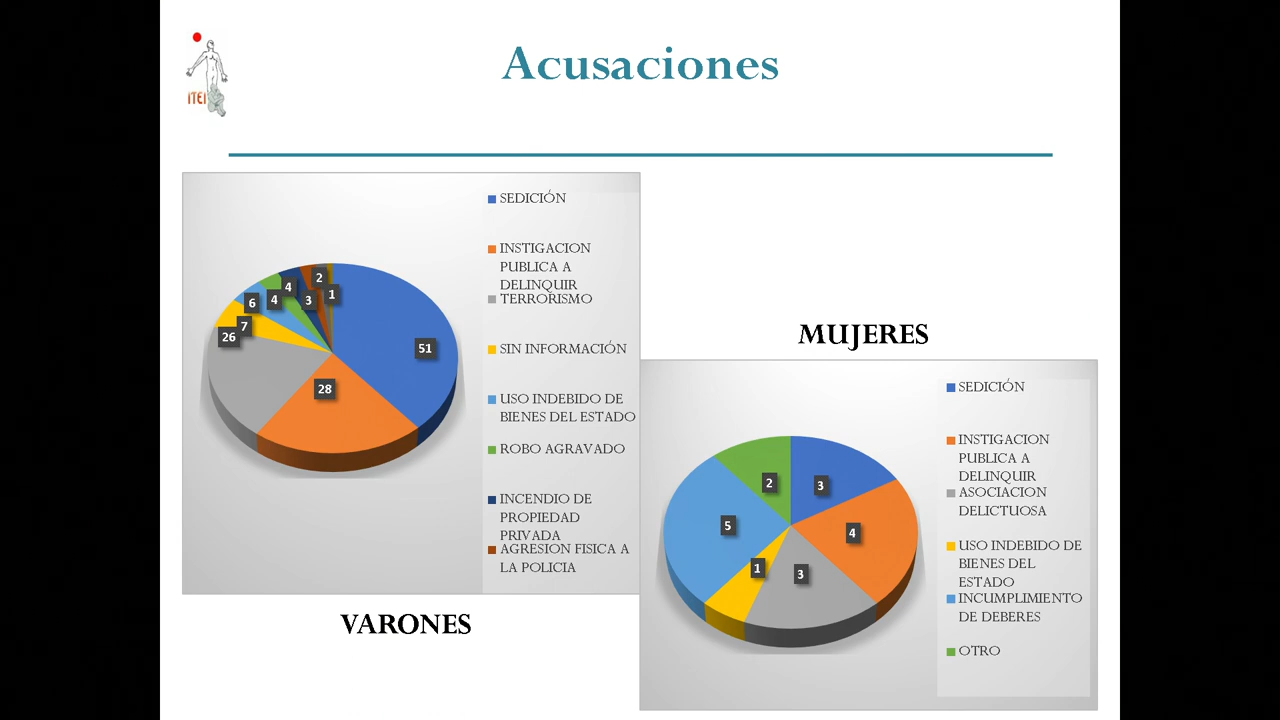 Acusaciones
ITEI
SEDICIÓN
INSTIGACION
PUBLICA A
DELINQUIR
TERRORISMO
SIN INFORMACIÓN
USO INDEBIDO DE
BIENES DEL ESTADO
ROBO AGRAVADO
INCENDIO DE
PROPIEDAD
PRIVADA
AGRESION FISICA A
LA POLICIA
51
28
26
7
6
4
4
3
2
1
VARONES
MUJERES
SEDICIÓN
INSTIGACION
PUBLICA A
DELINQUIR
ASOCIACION
DELICTUOSA
USO INDEBIDO DE
BIENES DEL
ESTADO
INCUMPLIMIENTO
DE DEBERES
OTRO
3
4
3
1
5
2